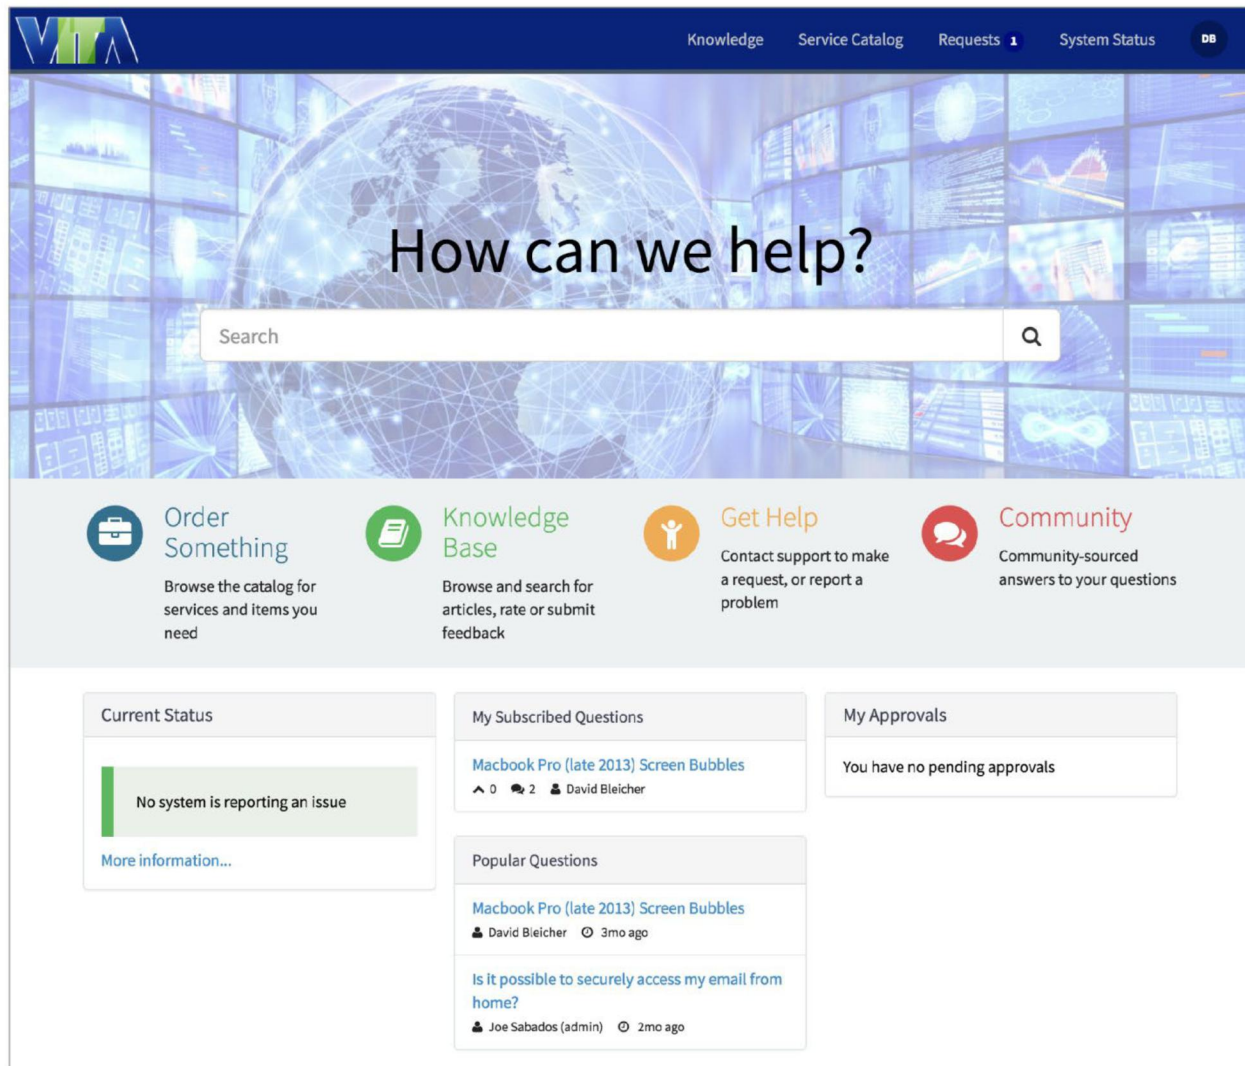 VITA
Knowledge Service Catalog Requests 1 System Status DB
How can we help?
Search
Order
Something
Browse the catalog for
services and items you
need
Knowledge
Base
Browse and search for
articles, rate or submit
feedback
Get Help
Contact support to make
a request, or report a
problem
Community
Community-sourced
answers to your questions
Current Status
No system is reporting an issue
More information...
My Subscribed Questions
Macbook Pro (late 2013) Screen Bubbles
0 2 David Bleicher
Popular Questions
Macbook Pro (late 2013) Screen Bubbles
David Bleicher 3mo ago
Is it possible to securely access my email from
home?
Joe Sabados (admin) 2mo ago
My Approvals
You have no pending approvals